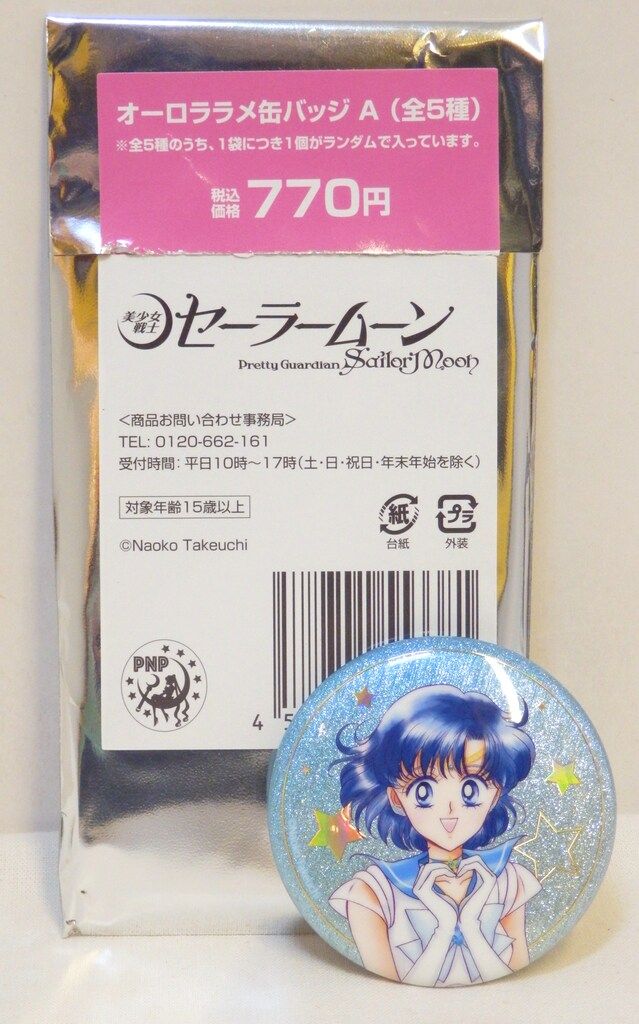 オーロララメ缶バッジ A（全5種）
※全5種のうち、1袋につき1個がランダムで入っています。
税込
価格 770円
美少女
戦士 セーラームーン
Pretty Guardian Sailor Moon
<商品お問い合わせ事務局>
TEL: 0120-662-161
受付時間: 平日10時～17時(土・日・祝日・年末年始を除く)
対象年齢15歳以上
紙 プラ
台紙 外装
©Naoko Takeuchi
PNP
4